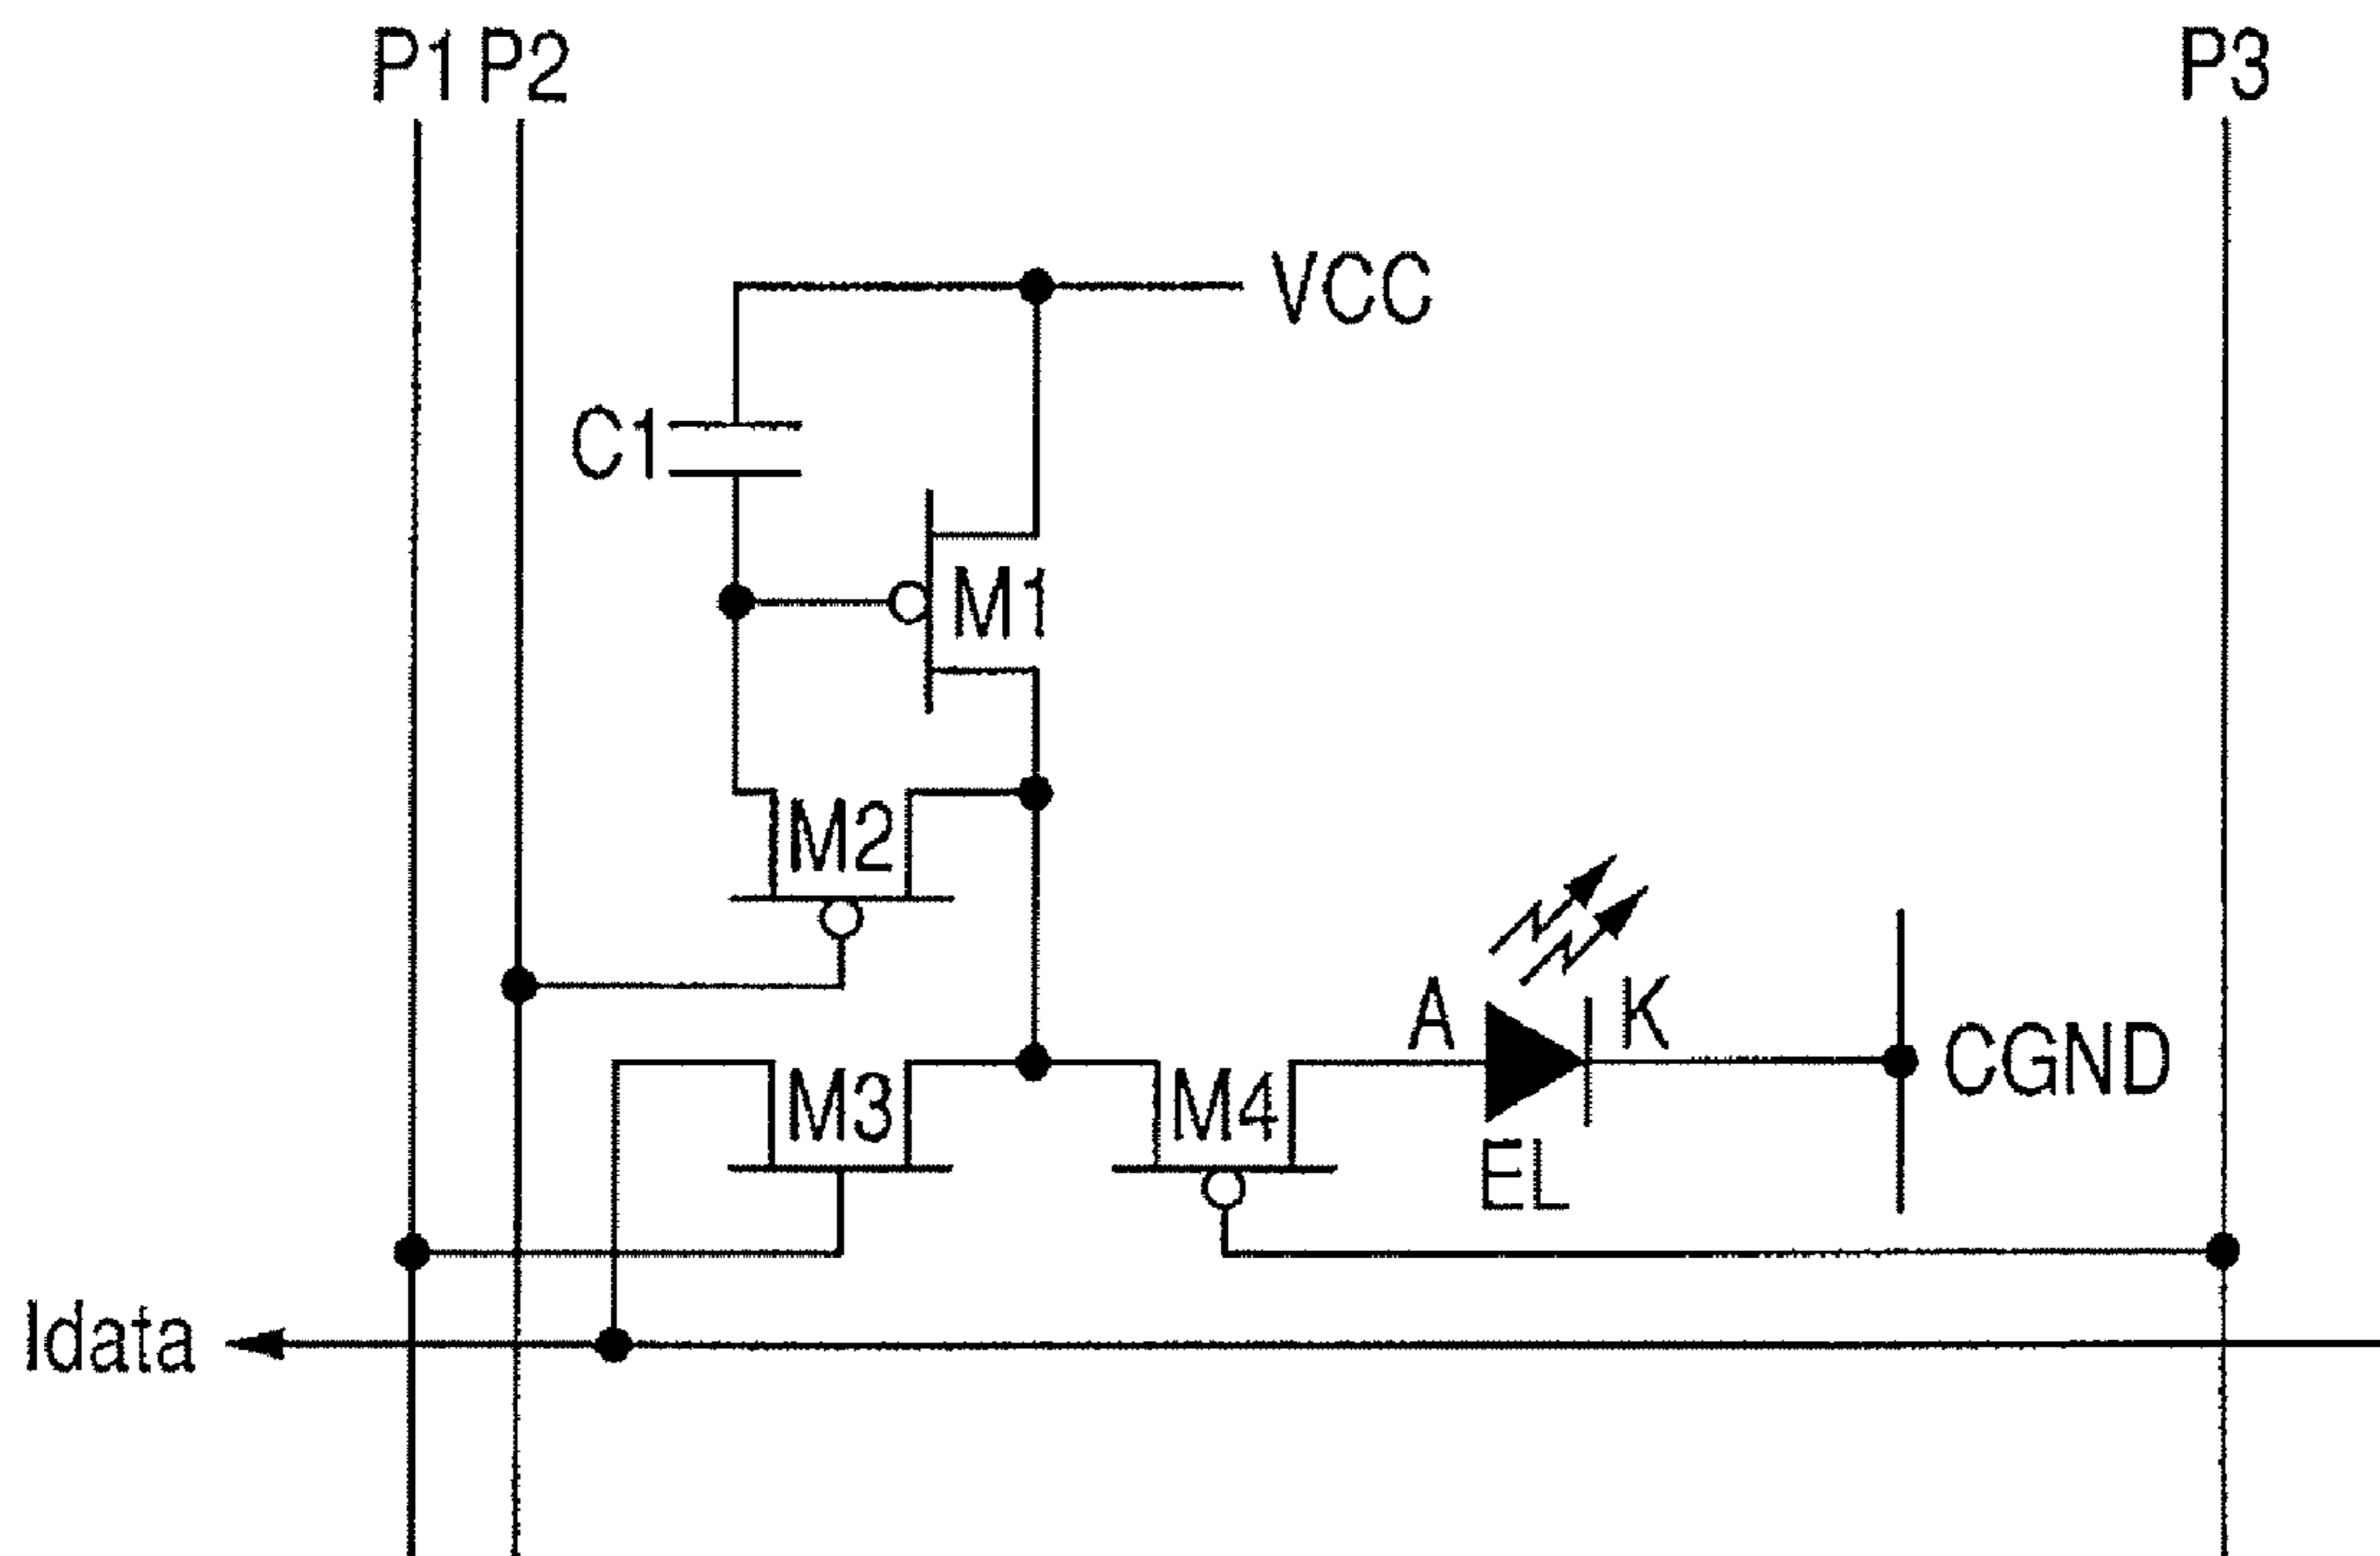 P1 P2 P3
VCC
C1
M1
M2
A K
CGND
M3 M4
EL
Idata